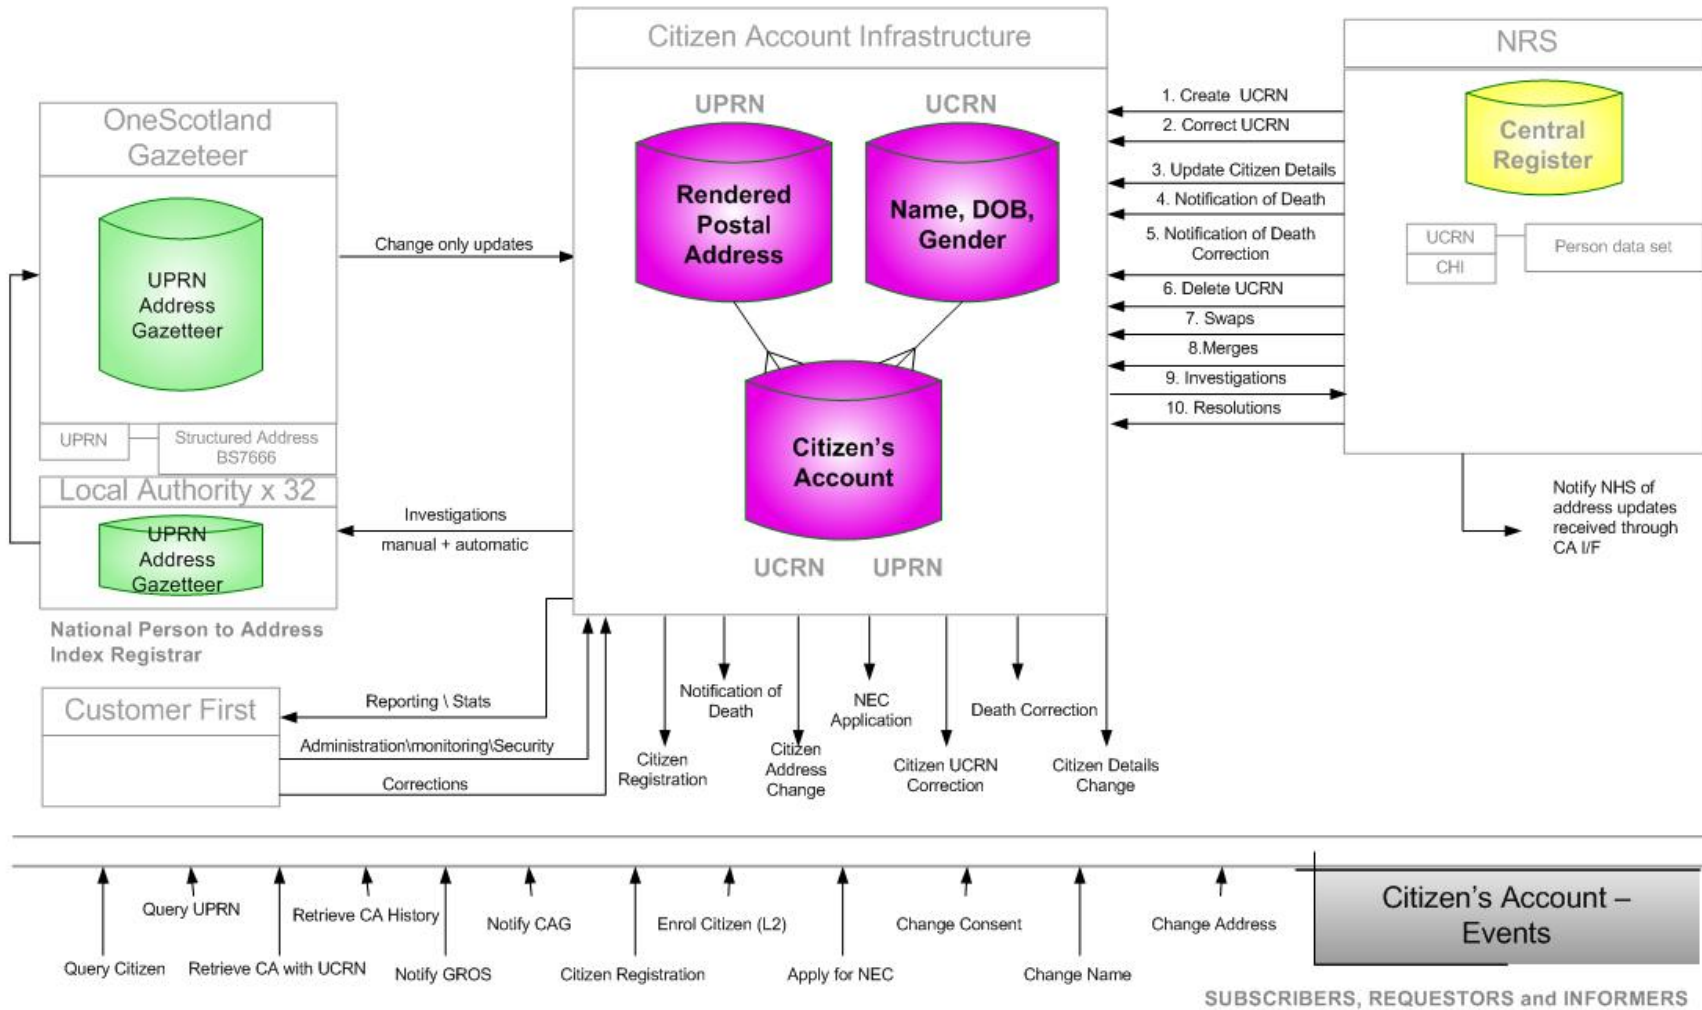 Citizen Account Infrastructure
NRS
OneScotland
Gazeteer
UPRN
Address
Gazetteer
UPRN
Structured Address
BS7666
Local Authority x 32
UPRN
Address
Gazetteer
National Person to Address
Index Registrar
Change only updates
Investigations
manual + automatic
UPRN
UCRN
Rendered
Postal
Address
Name, DOB,
Gender
Citizen's
Account
UCRN
UPRN
1. Create UCRN
2. Correct UCRN
3. Update Citizen Details
4. Notification of Death
5. Notification of Death
Correction
6. Delete UCRN
7. Swaps
8.Merges
9. Investigations
10. Resolutions
Central
Register
UCRN
CHI
Person data set
Notify NHS of
address updates
received through
CA I/F
Customer First
Reporting \ Stats
Administration\monitoring\Security
Corrections
Citizen
Registration
Notification of
Death
Citizen
Address
Change
NEC
Application
Citizen UCRN
Correction
Death Correction
Citizen Details
Change
Query Citizen
Query UPRN
Retrieve CA with UCRN
Retrieve CA History
Notify GROS
Notify CAG
Citizen Registration
Enrol Citizen (L2)
Apply for NEC
Change Consent
Change Name
Change Address
Citizen's Account –
Events
SUBSCRIBERS, REQUESTORS and INFORMERS